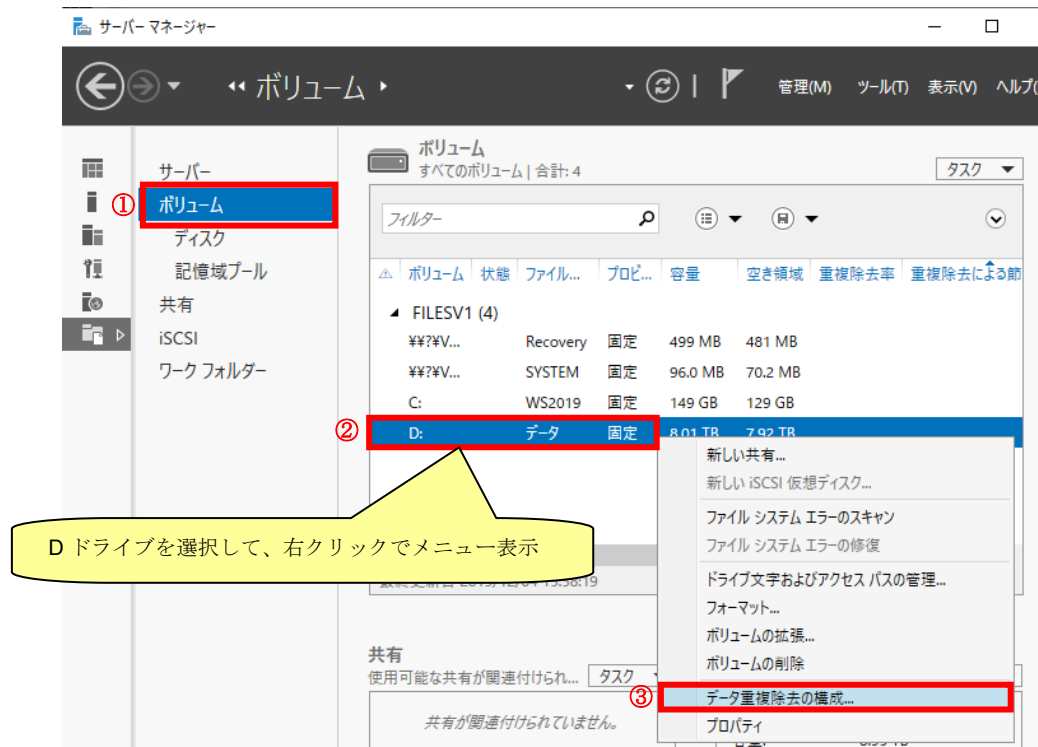 サーバー マネージャー
ボリューム
管理(M) ツール(T) 表示(V) ヘルプ(
サーバー
① ボリューム
ディスク
記憶域プール
共有
iSCSI
ワーク フォルダー
ボリューム
すべてのボリューム | 合計: 4
タスク
フィルター
ボリューム 状態 ファイル... プロビ... 容量 空き領域 重複除去率 重複除去による節
FILESV1 (4)
¥¥?¥V... Recovery 固定 499 MB 481 MB
¥¥?¥V... SYSTEM 固定 96.0 MB 70.2 MB
C: WS2019 固定 149 GB 129 GB
② D: データ 固定 8.01 TB 7.92 TB
D ドライブを選択して、右クリックでメニュー表示
新しい共有...
新しい iSCSI 仮想ディスク...
ファイル システム エラーのスキャン
ファイル システム エラーの修復
ドライブ文字およびアクセス パスの管理...
フォーマット...
ボリュームの拡張...
ボリュームの削除
③ データ重複除去の構成...
プロパティ
共有
使用可能な共有が関連付けられ... タスク
共有が関連付けられていません。